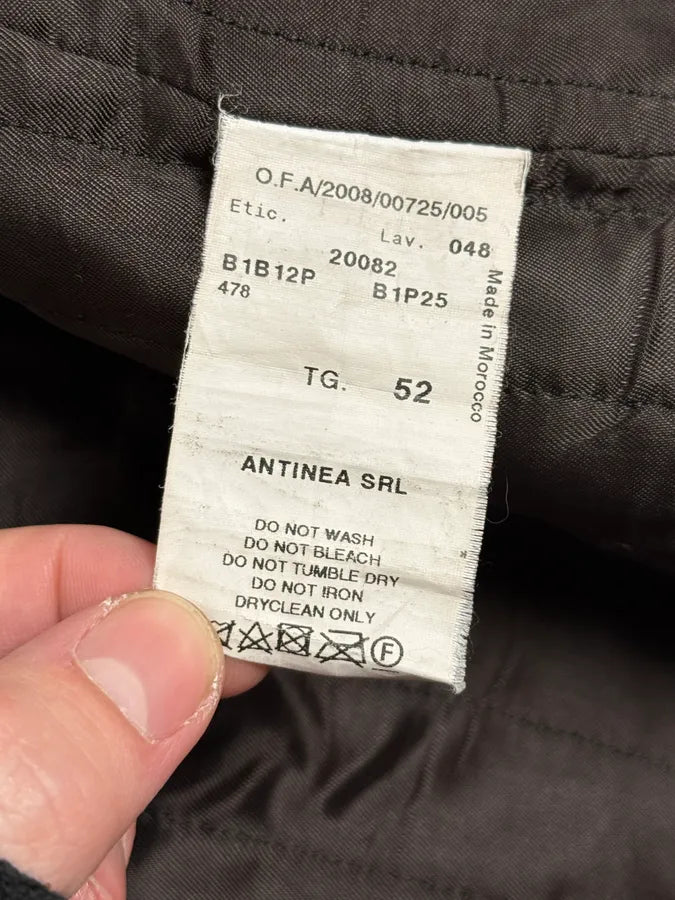 O.F.A/2008/00725/005
Etic.
Lav. 048
20082
B1B12P B1P25
478
Made in Morocco
TG. 52
ANTINEA SRL
DO NOT WASH
DO NOT BLEACH
DO NOT TUMBLE DRY
DO NOT IRON
DRYCLEAN ONLY
F